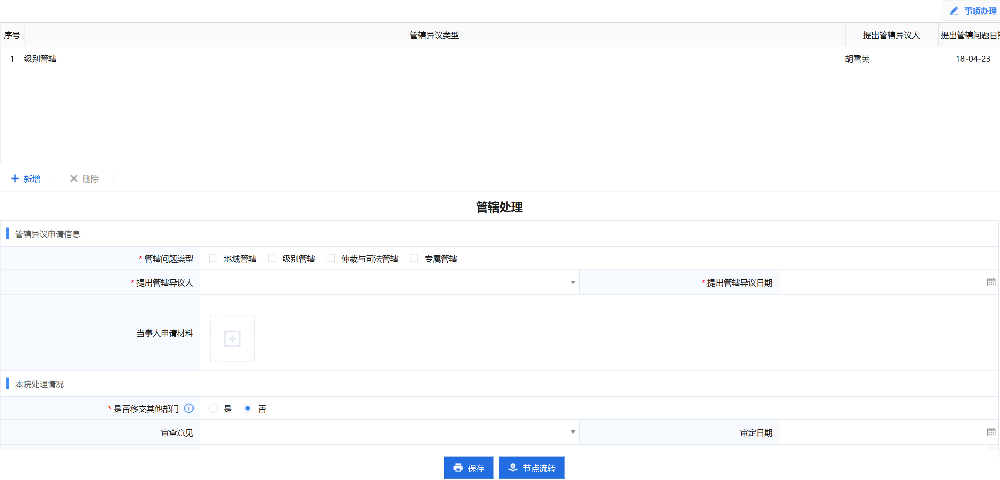 事项办理
序号 管辖异议类型 提出管辖异议人 提出管辖问题日期
1 级别管辖 胡雪荚 18-04-23
新增 删除
管辖处理
管辖异议申请信息
* 管辖问题类型 地域管辖 级别管辖 仲裁与司法管辖 专属管辖
* 提出管辖异议人 * 提出管辖异议日期
当事人申请材料
本院处理情况
* 是否移交其他部门 是 否
审查意见 审定日期
保存 节点流转